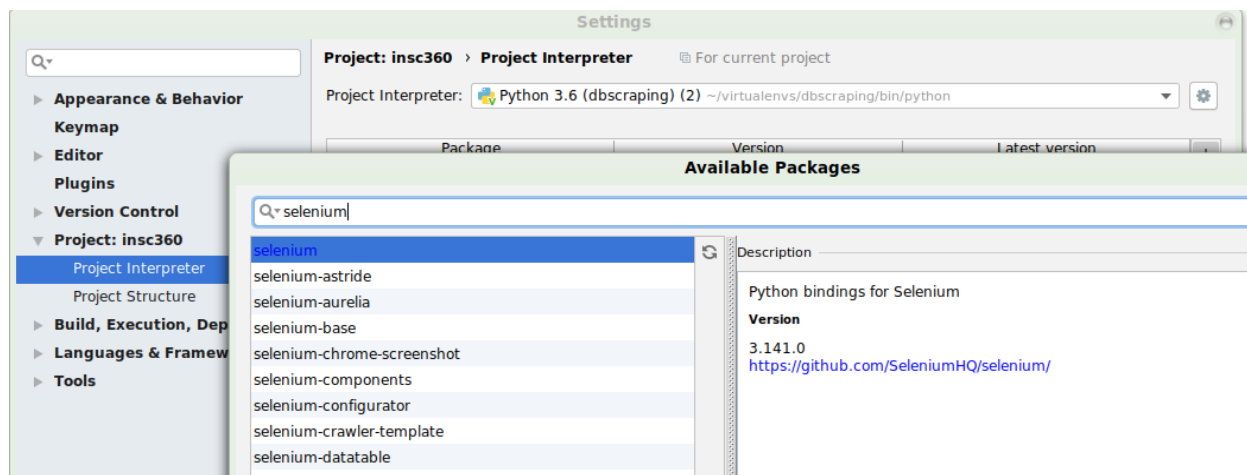 Settings
Project: insc360 › Project Interpreter For current project
Project Interpreter: Python 3.6 (dbscraping) (2) ~/virtualenvs/dbscraping/bin/python
Appearance & Behavior
Keymap
Editor
Plugins
Version Control
Project: insc360
Project Interpreter
Project Structure
Build, Execution, Dep
Languages & Framew
Tools
Package Version Latest version
Available Packages
selenium
selenium
selenium-astride
selenium-aurelia
selenium-base
selenium-chrome-screenshot
selenium-components
selenium-configurator
selenium-crawler-template
selenium-datatable
Description
Python bindings for Selenium
Version
3.141.0
https://github.com/SeleniumHQ/selenium/